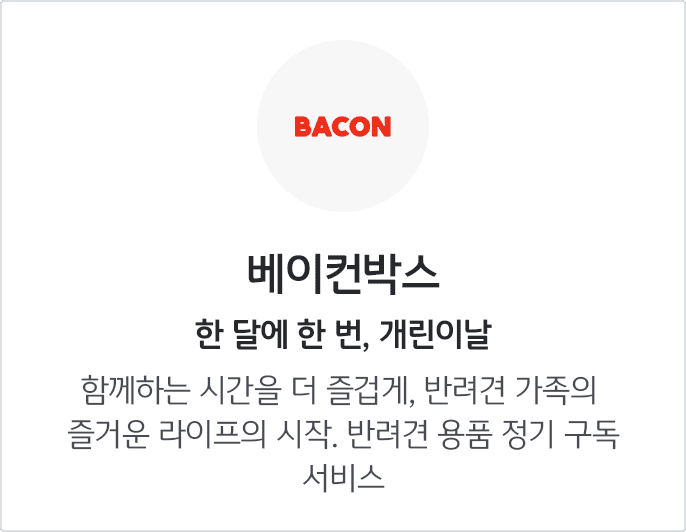 BACON
베이컨박스
한 달에 한 번, 개린이날
함께하는 시간을 더 즐겁게, 반려견 가족의
즐거운 라이프의 시작. 반려견 용품 정기 구독
서비스